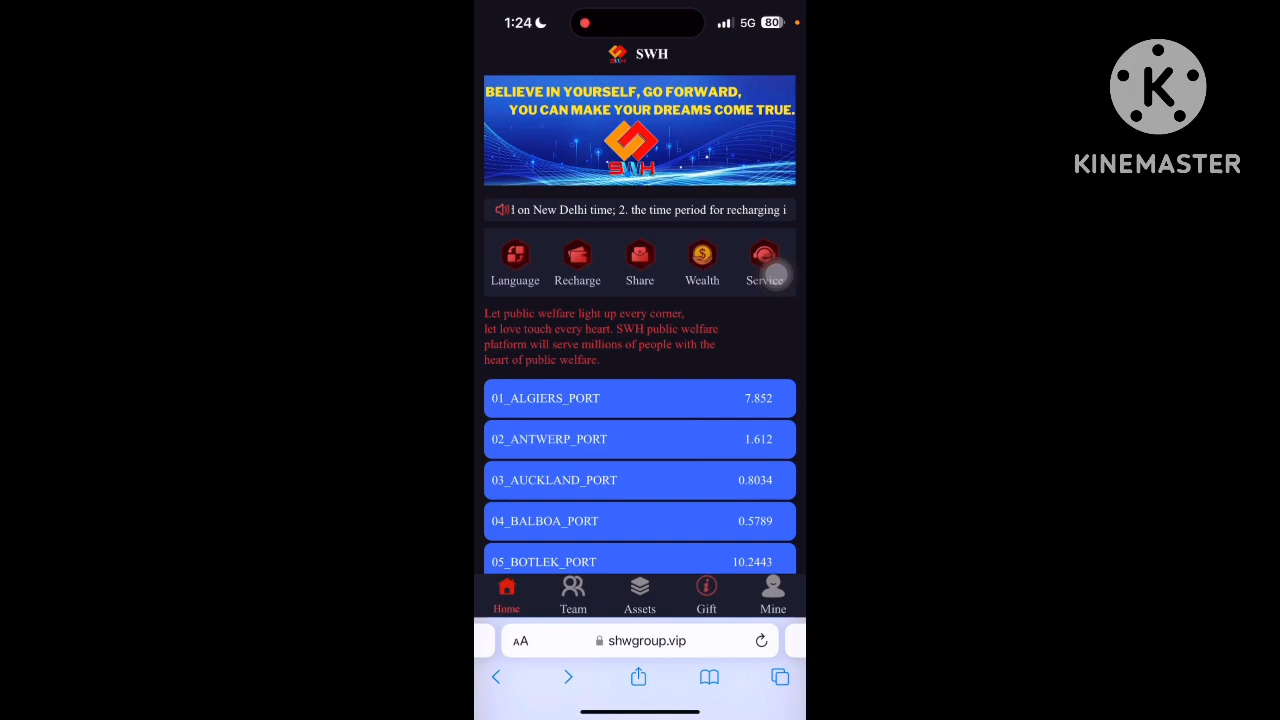 1:24
5G
80
SWH
BELIEVE IN YOURSELF, GO FORWARD,
YOU CAN MAKE YOUR DREAMS COME TRUE.
SWH
on New Delhi time; 2. the time period for recharging i
Language
Recharge
Share
Wealth
Service
Let public welfare light up every corner,
let love touch every heart. SWH public welfare
platform will serve millions of people with the
heart of public welfare.
01_ALGIERS_PORT 7.852
02_ANTWERP_PORT 1.612
03_AUCKLAND_PORT 0.8034
04_BALBOA_PORT 0.5789
05_BOTLEK_PORT 10.2443
Home
Team
Assets
Gift
Mine
AA
shwgroup.vip
K
KINEMASTER